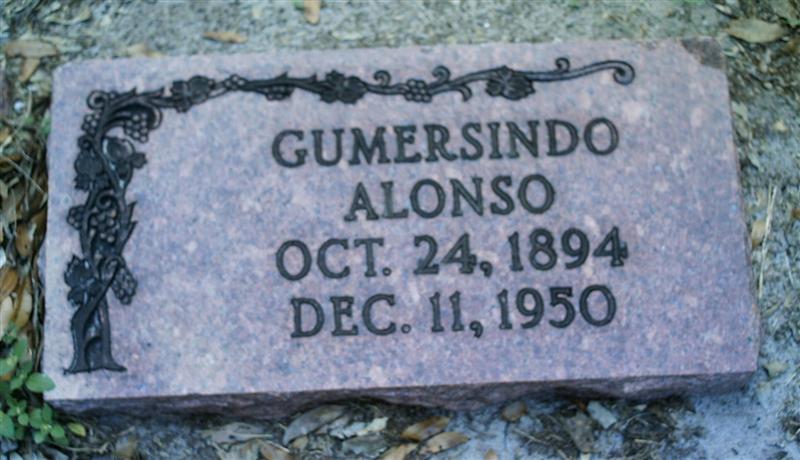 GUMERSINDO
ALONSO
OCT. 24, 1894
DEC. 11, 1950